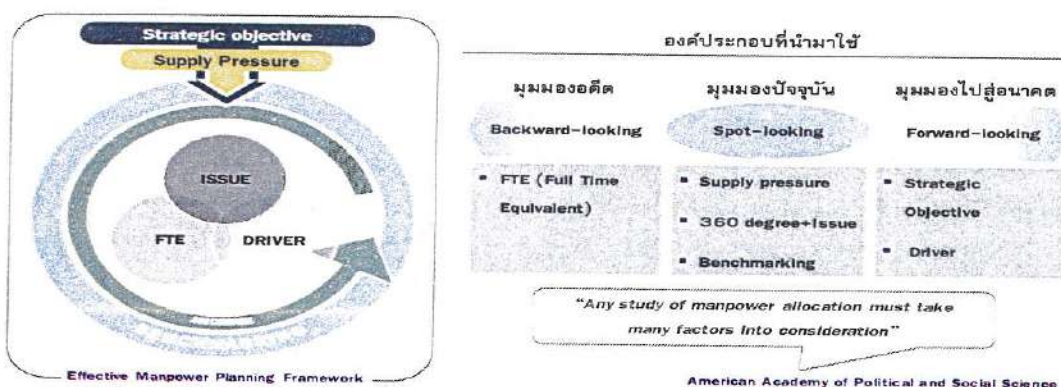 Strategic objective
Supply Pressure
ISSUE
FTE
DRIVER
Effective Manpower Planning Framework
องค์ประกอบที่นำมาใช้
มุมมองอดีต
มุมมองปัจจุบัน
มุมมองไปสู่อนาคต
Backward-looking
Spot-looking
Forward-looking
▪ FTE (Full Time
Equivalent)
▪ Supply pressure
▪ 360 degree+Issue
▪ Benchmarking
▪ Strategic
Objective
▪ Driver
"Any study of manpower allocation must take
many factors into consideration"
American Academy of Political and Social Science